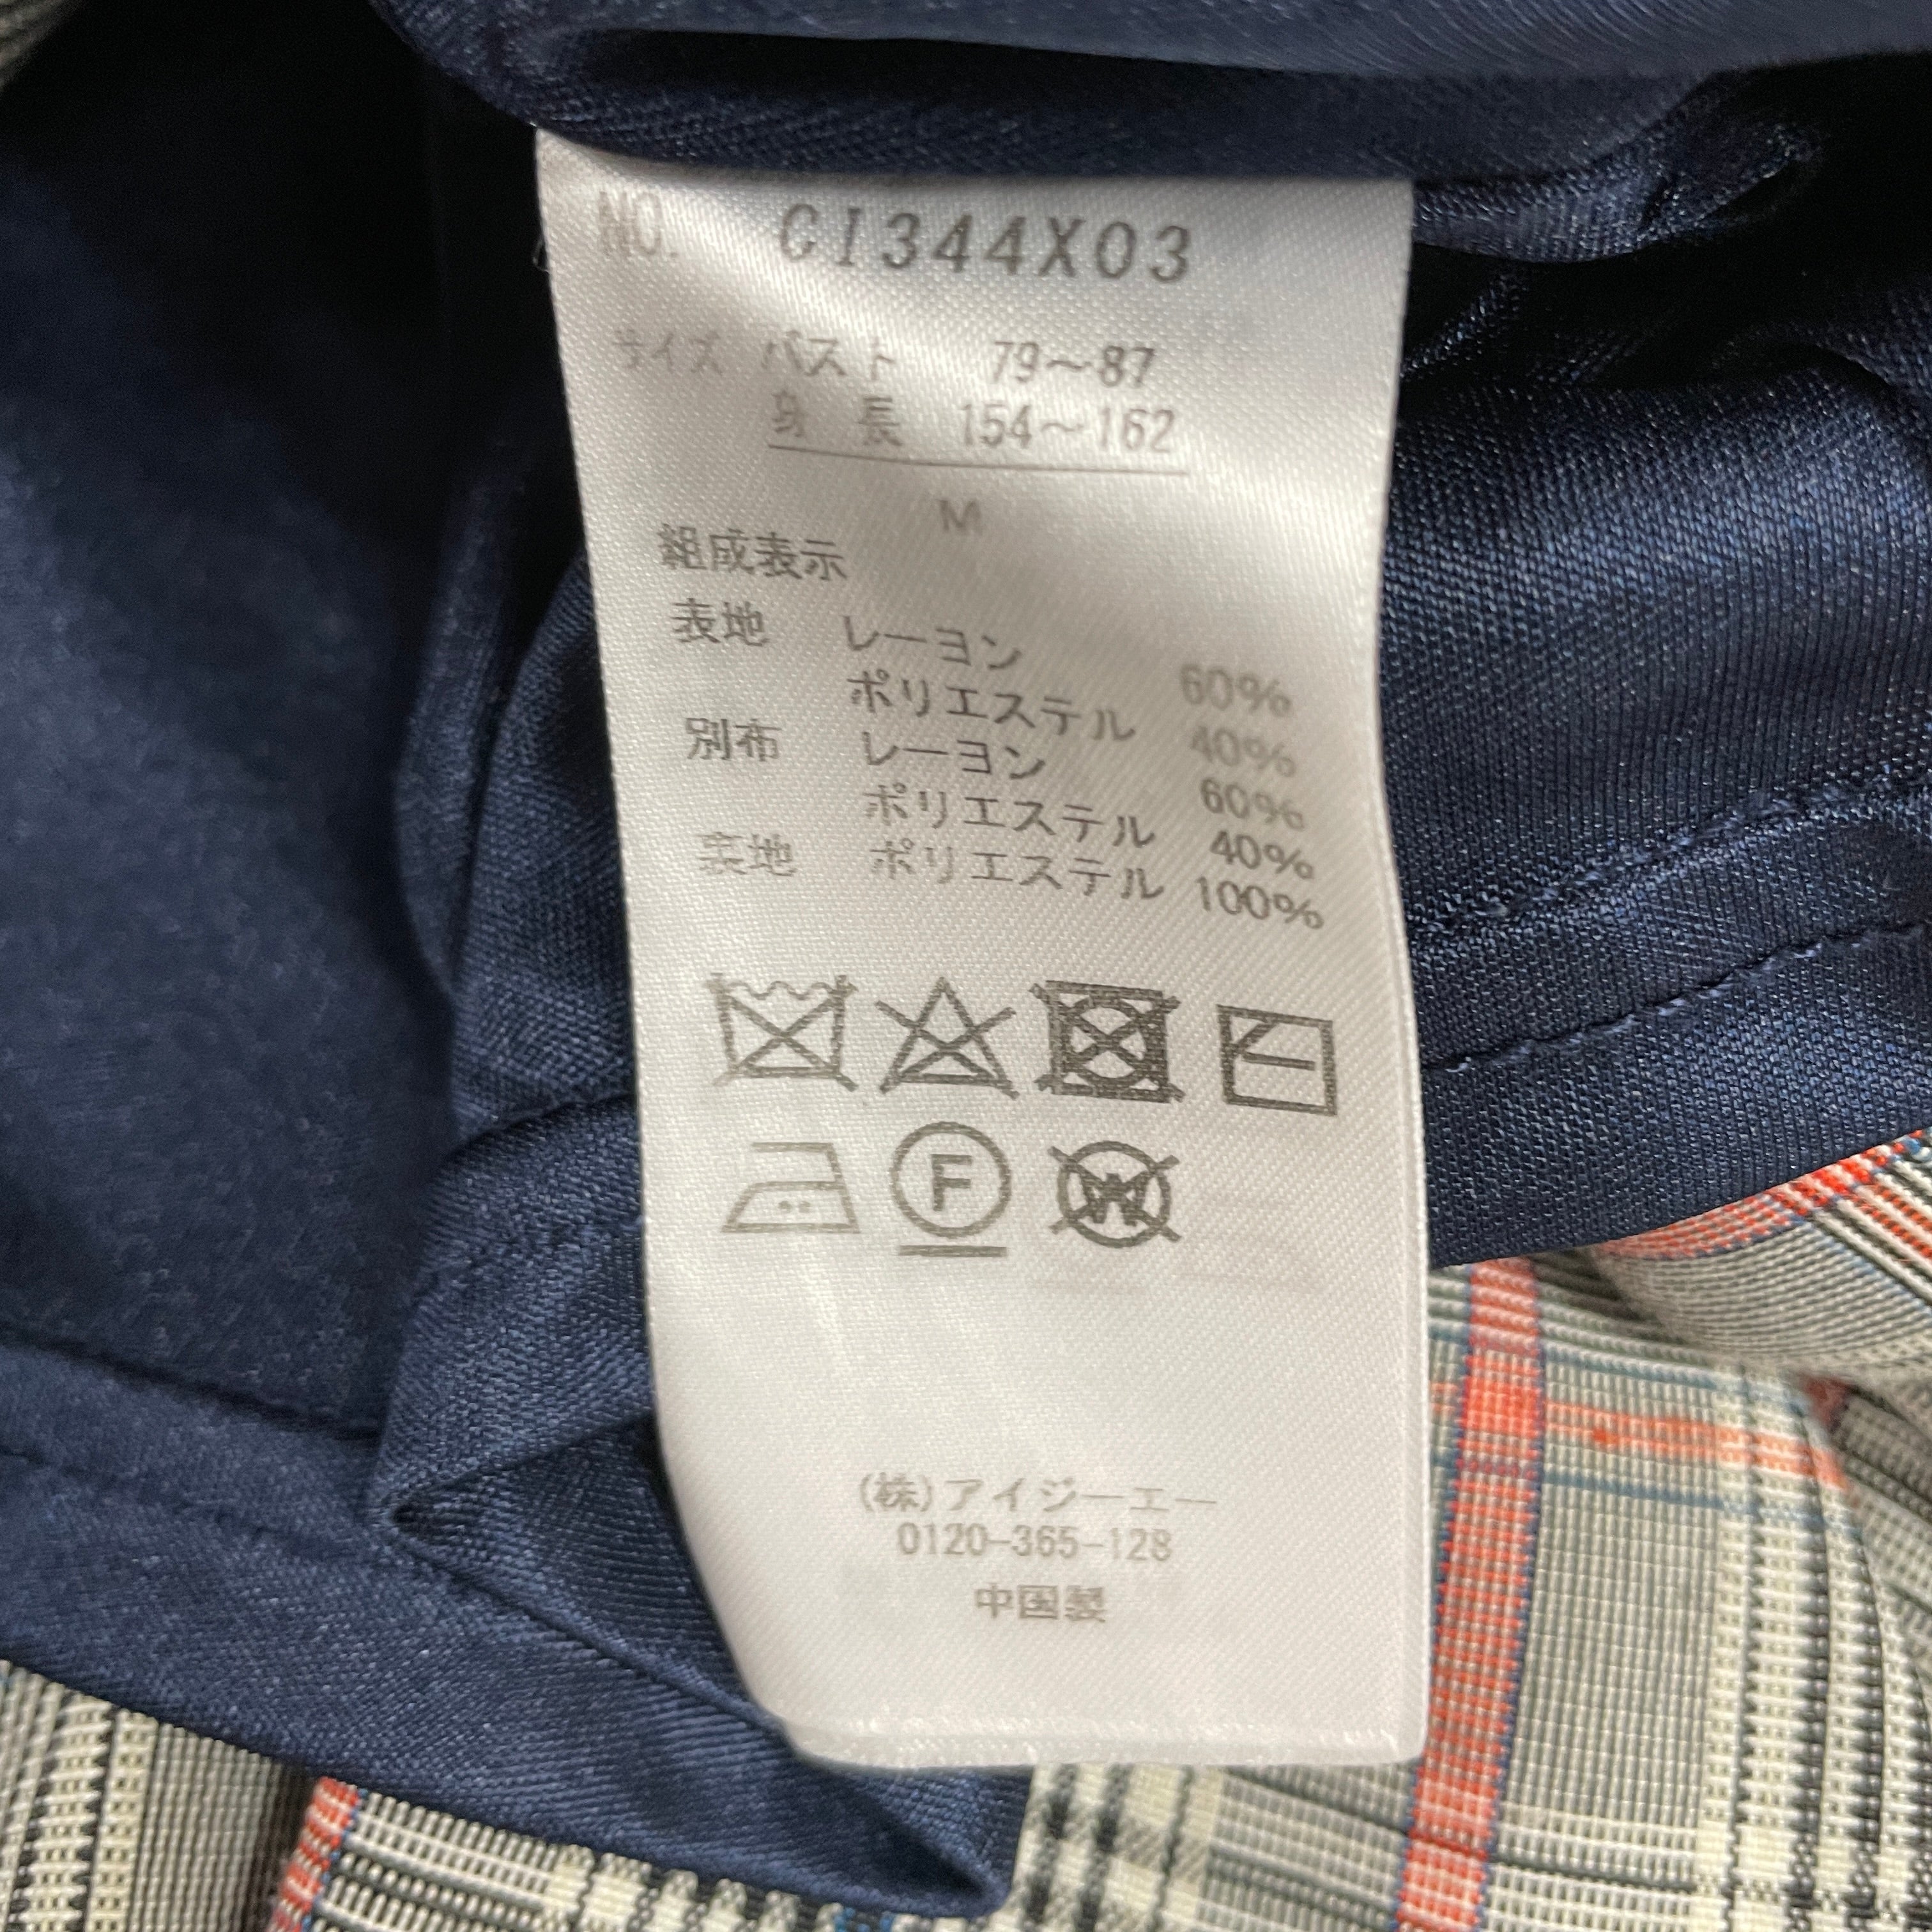 NO. CI344X03
サイズ バスト 79～87
身長 154～162
M
組成表示
表地 レーヨン 60%
ポリエステル 40%
別布 レーヨン 60%
ポリエステル 40%
裏地 ポリエステル 100%
F
W
(株)アイジーエー
0120-365-128
中国製